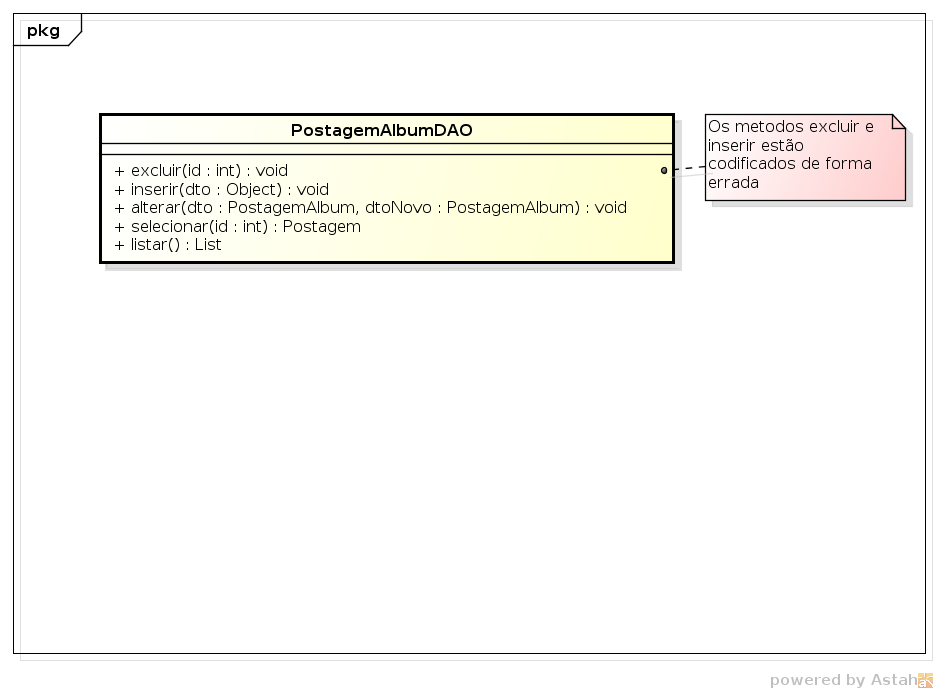 pkg
PostagemAlbumDAO
+ excluir(id : int) : void
+ inserir(dto : Object) : void
+ alterar(dto : PostagemAlbum, dtoNovo : PostagemAlbum) : void
+ selecionar(id : int) : Postagem
+ listar() : List
Os metodos excluir e
inserir estão
codificados de forma
errada
powered by Astah